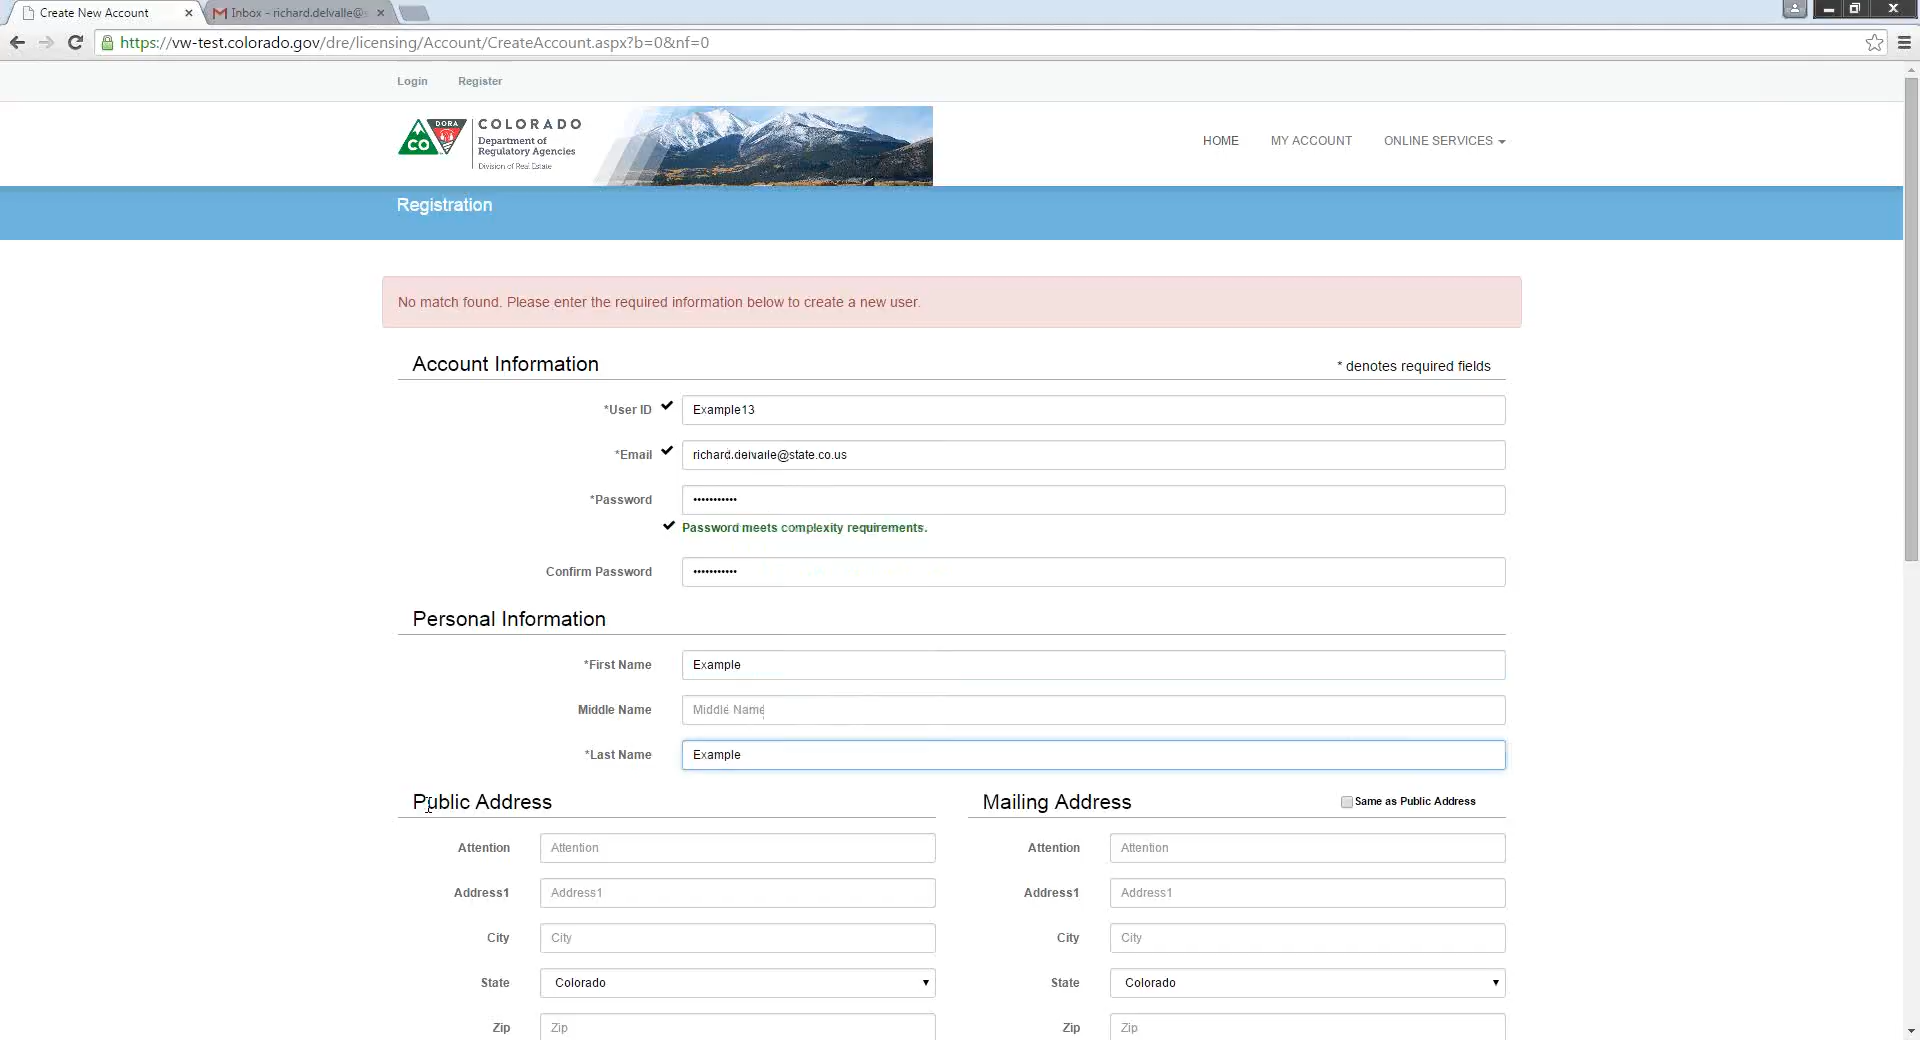 Create New Account
Inbox - richard.delvalle@s
https://vw-test.colorado.gov/dre/licensing/Account/CreateAccount.aspx?b=0&nf=0
Login Register
DORA
CO
COLORADO
Department of
Regulatory Agencies
Division of Real Estate
HOME MY ACCOUNT ONLINE SERVICES
Registration
No match found. Please enter the required information below to create a new user.
Account Information
* denotes required fields
*User ID Example13
*Email richard.delvalle@state.co.us
*Password •••••••••••
Password meets complexity requirements.
Confirm Password •••••••••••
Personal Information
*First Name Example
Middle Name Middle Name
*Last Name Example
Public Address
Attention Attention
Address1 Address1
City City
State Colorado
Zip Zip
Mailing Address Same as Public Address
Attention Attention
Address1 Address1
City City
State Colorado
Zip Zip